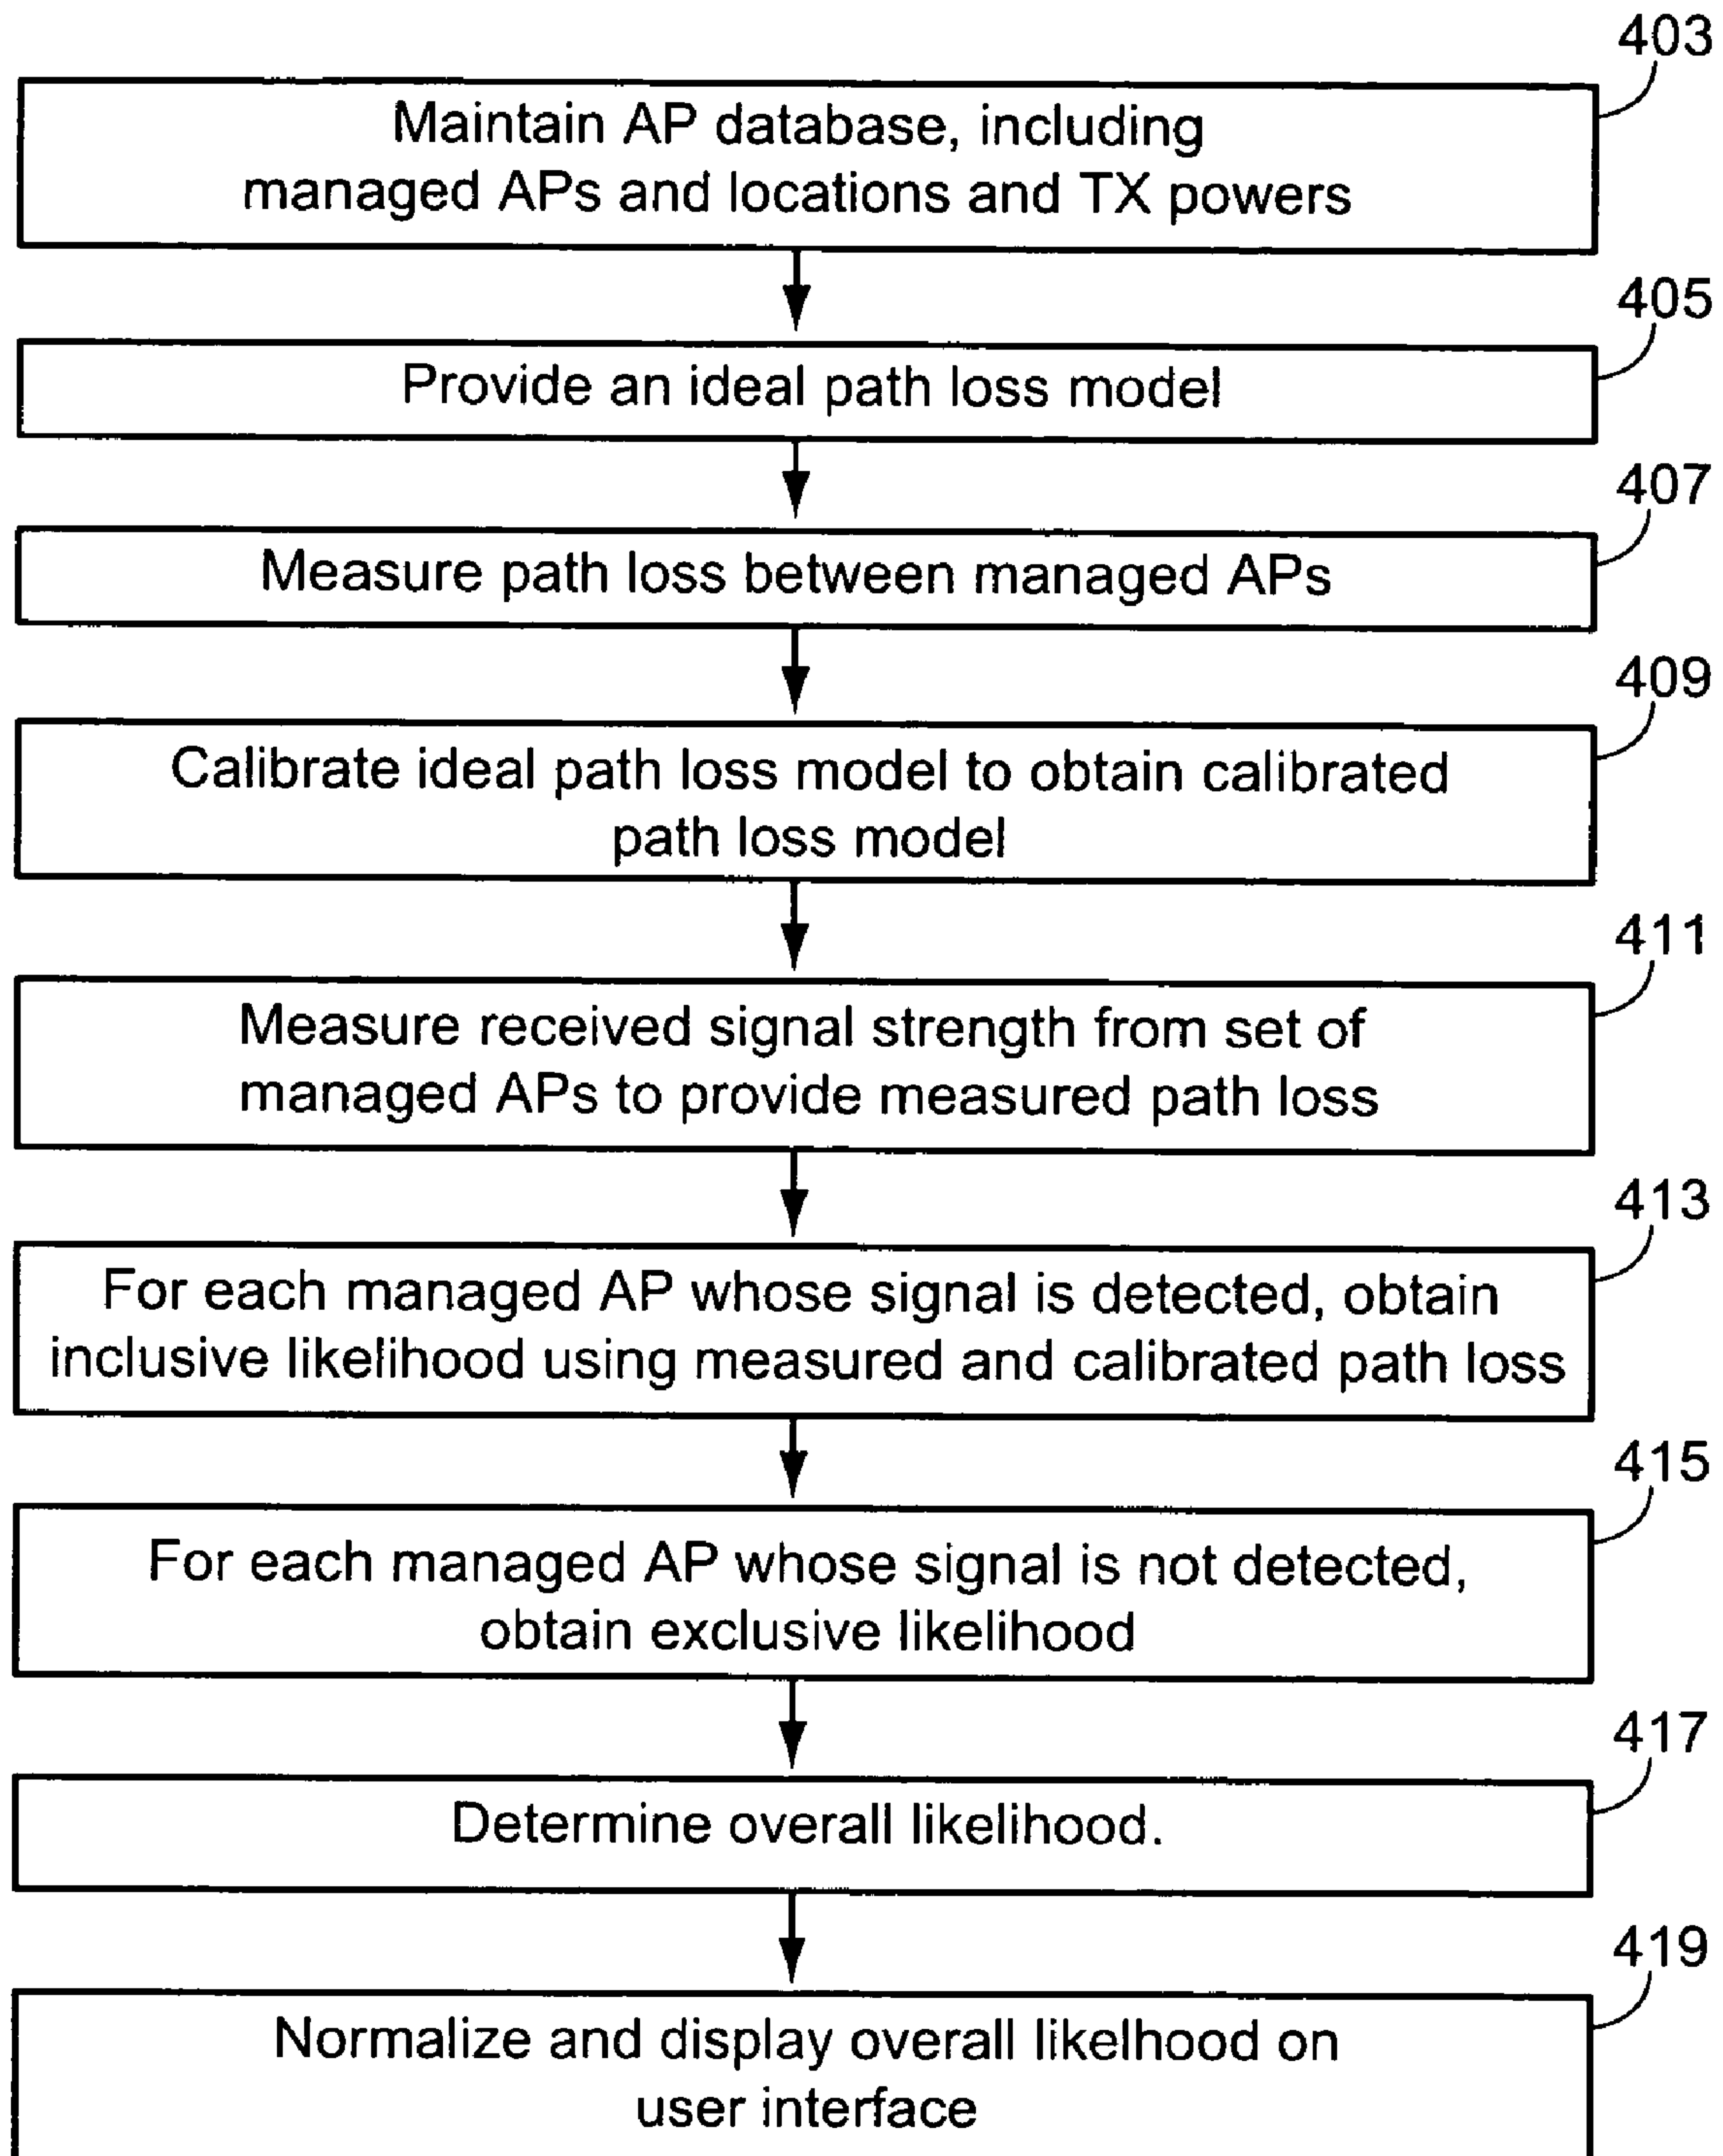 403
Maintain AP database, including
managed APs and locations and TX powers
405
Provide an ideal path loss model
407
Measure path loss between managed APs
409
Calibrate ideal path loss model to obtain calibrated
path loss model
411
Measure received signal strength from set of
managed APs to provide measured path loss
413
For each managed AP whose signal is detected, obtain
inclusive likelihood using measured and calibrated path loss
415
For each managed AP whose signal is not detected,
obtain exclusive likelihood
417
Determine overall likelihood.
419
Normalize and display overall likelhood on
user interface